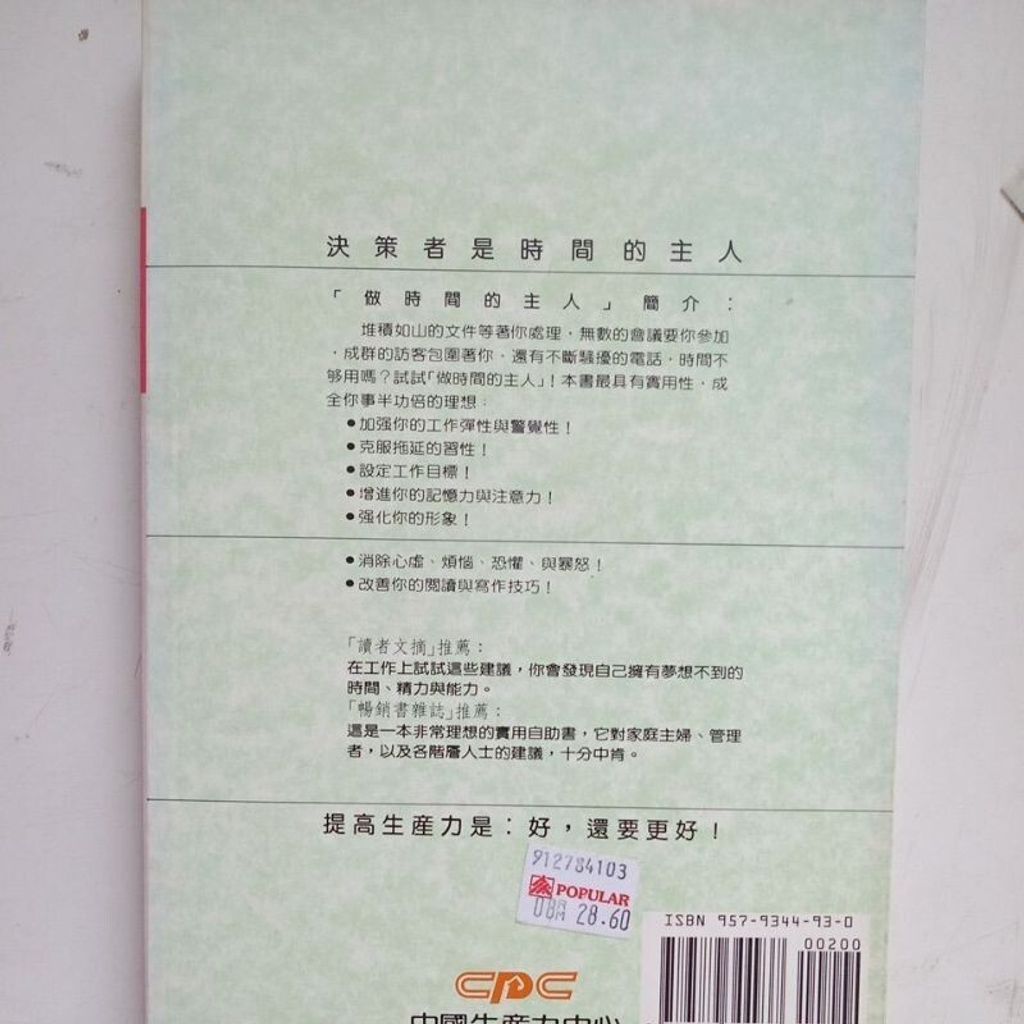 決策者是時間的主人
「做時間的主人」簡介：
堆積如山的文件等著你處理，無數的會議要你參加
，成群的訪客包圍著你，還有不斷騷擾的電話，時間不
够用嗎？試試「做時間的主人」！本書最具有實用性，成
全你事半功倍的理想：
●加强你的工作彈性與警覺性！
●克服拖延的習性！
●設定工作目標！
●增進你的記憶力與注意力！
●强化你的形象！
●消除心虛、煩惱、恐懼、與暴怒！
●改善你的閱讀與寫作技巧！
「讀者文摘」推薦：
在工作上試試這些建議，你會發現自己擁有夢想不到的
時間、精力與能力。
「暢銷書雜誌」推薦：
這是一本非常理想的實用自助書，它對家庭主婦、管理
者，以及各階層人士的建議，十分中肯。
提高生産力是：好，還要更好！
912784103
POPULAR
08 RM 28.60
ISBN 957-9344-93-0
00200
CPC
中國生産力中心